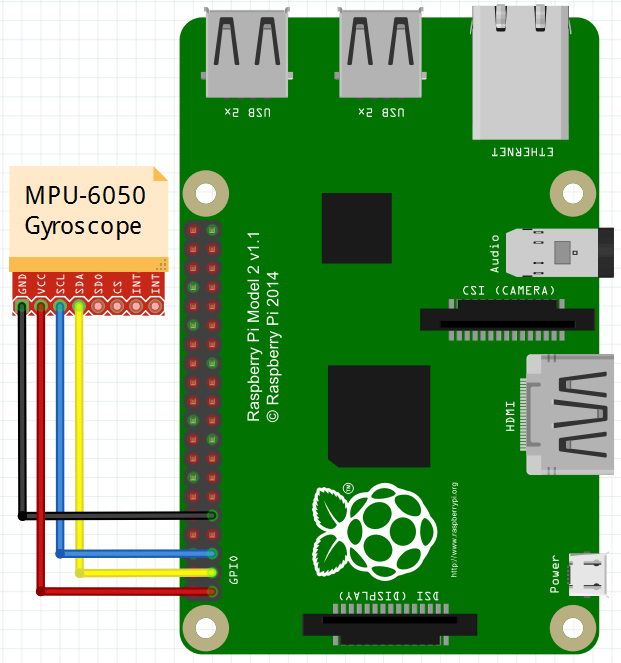 USB 2x
USB 2x
ETHERNET
MPU-6050
Gyroscope
GND
VCC
SCL
SDA
SDO
CS
INT
INT
Raspberry Pi Model 2 v1.1
© Raspberry Pi 2014
Audio
CSI (CAMERA)
HDMI
TM
http://www.raspberrypi.org
GPIO
Power
DSI (DISPLAY)